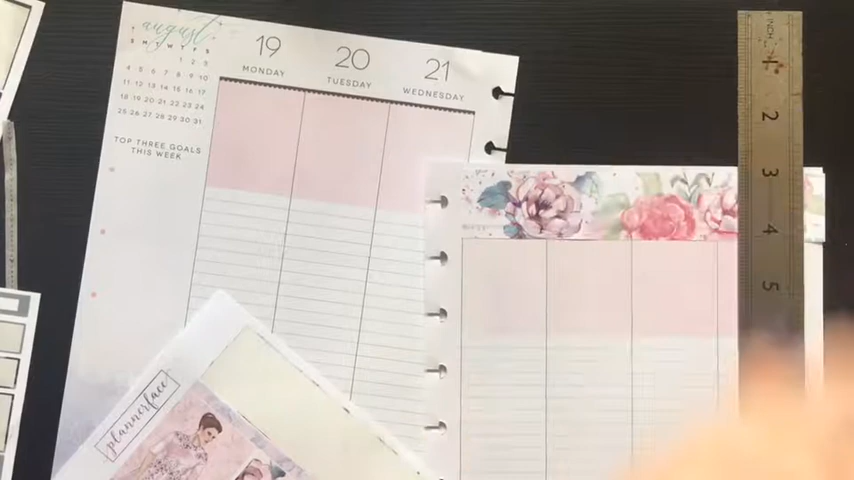 august
S M T W T F S
1 2 3
4 5 6 7 8 9 10
11 12 13 14 15 16 17
18 19 20 21 22 23 24
25 26 27 28 29 30 31
TOP THREE GOALS
THIS WEEK
19
MONDAY
20
TUESDAY
21
WEDNESDAY
plannerface
INCH
1
2
3
4
5